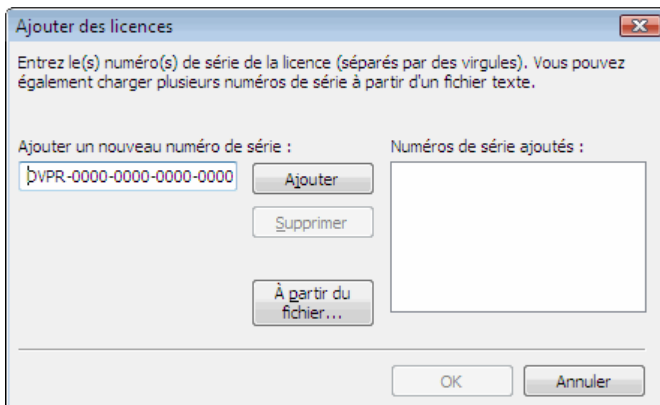 Ajouter des licences
Entrez le(s) numéro(s) de série de la licence (séparés par des virgules). Vous pouvez
également charger plusieurs numéros de série à partir d'un fichier texte.
Ajouter un nouveau numéro de série :
DVPR-0000-0000-0000-0000
Ajouter
Supprimer
À partir du
fichier...
Numéros de série ajoutés :
OK
Annuler